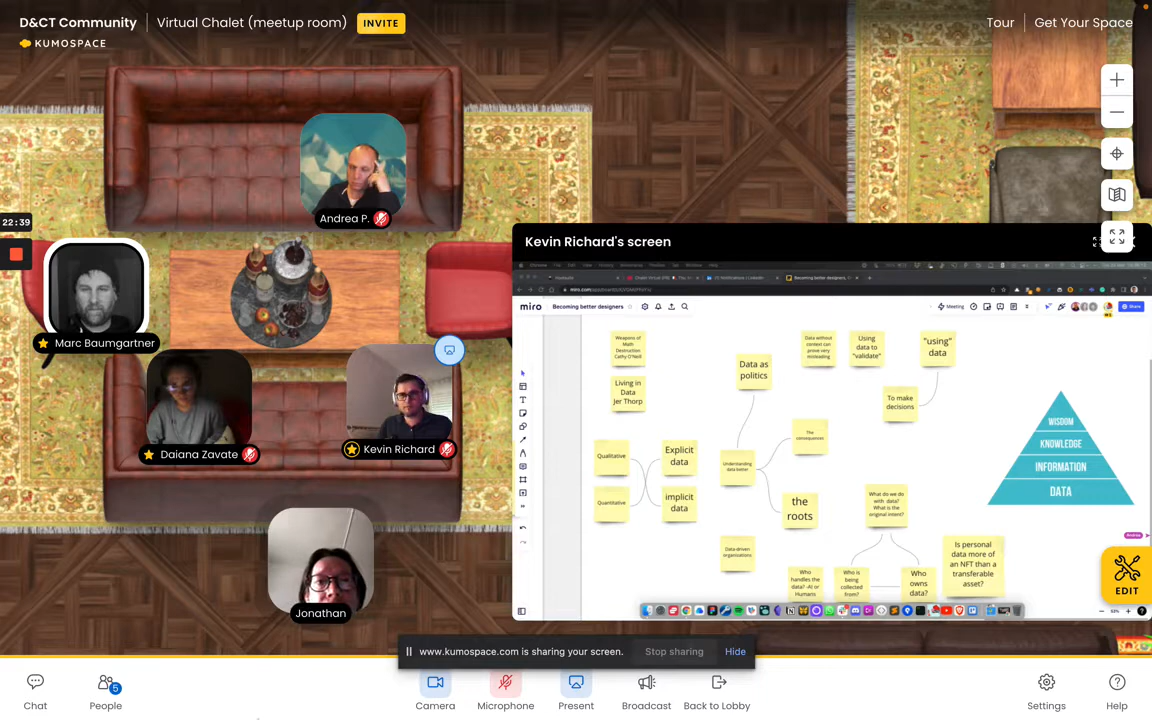 D&CT Community
Virtual Chalet (meetup room)
INVITE
Tour
Get Your Space
KUMOSPACE
Andrea P.
22:39
Marc Baumgartner
Daiana Zavate
Kevin Richard
Jonathan
Kevin Richard's screen
miro
Becoming better designers
Meeting
Share
Weapons of
Math
Destruction
Cathy O'Neill
Living in
Data
Jer Thorp
Data as
politics
Data without
context can
prove very
misleading
Using
data to
"validate"
"using"
data
To make
decisions
The
consequences
Qualitative
Explicit
data
Quantitative
implicit
data
Understanding
data better
the
roots
What do we do
with data?
What is the
original intent?
Data-driven
organisations
Who
handles the
data? -AI or
Humans
Who is
being
collected
from?
Who
owns
data?
Is personal
data more of
an NFT than a
transferable
asset?
WISDOM
KNOWLEDGE
INFORMATION
DATA
EDIT
www.kumospace.com is sharing your screen.
Stop sharing
Hide
Chat
5
People
Camera
Microphone
Present
Broadcast
Back to Lobby
Settings
Help